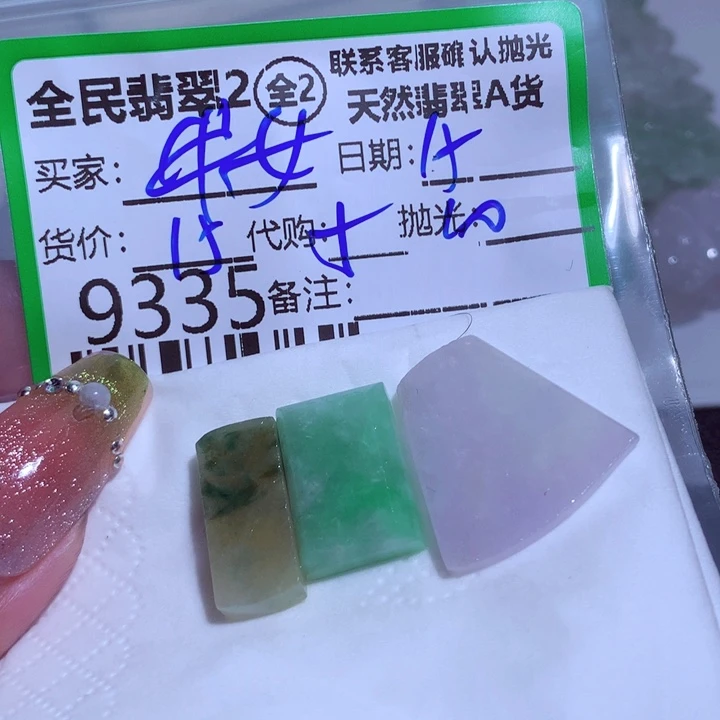 全民翡翠2 全2 联系客服确认抛光
天然翡翠A货
买家: 日期:
货价: 15 代购: 抛光:
9335 备注: